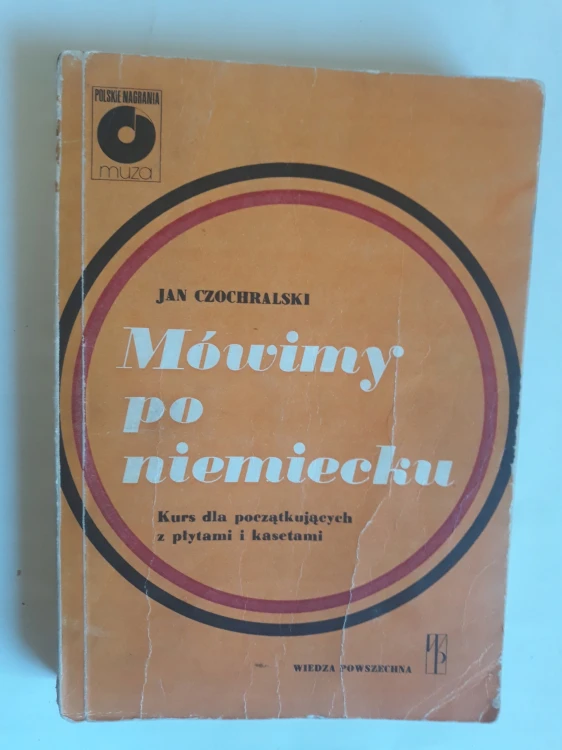 POLSKIE NAGRANIA
muza
JAN CZOCHRALSKI
Mówimy
po
niemiecku
Kurs dla początkujących
z płytami i kasetami
WIEDZA POWSZECHNA